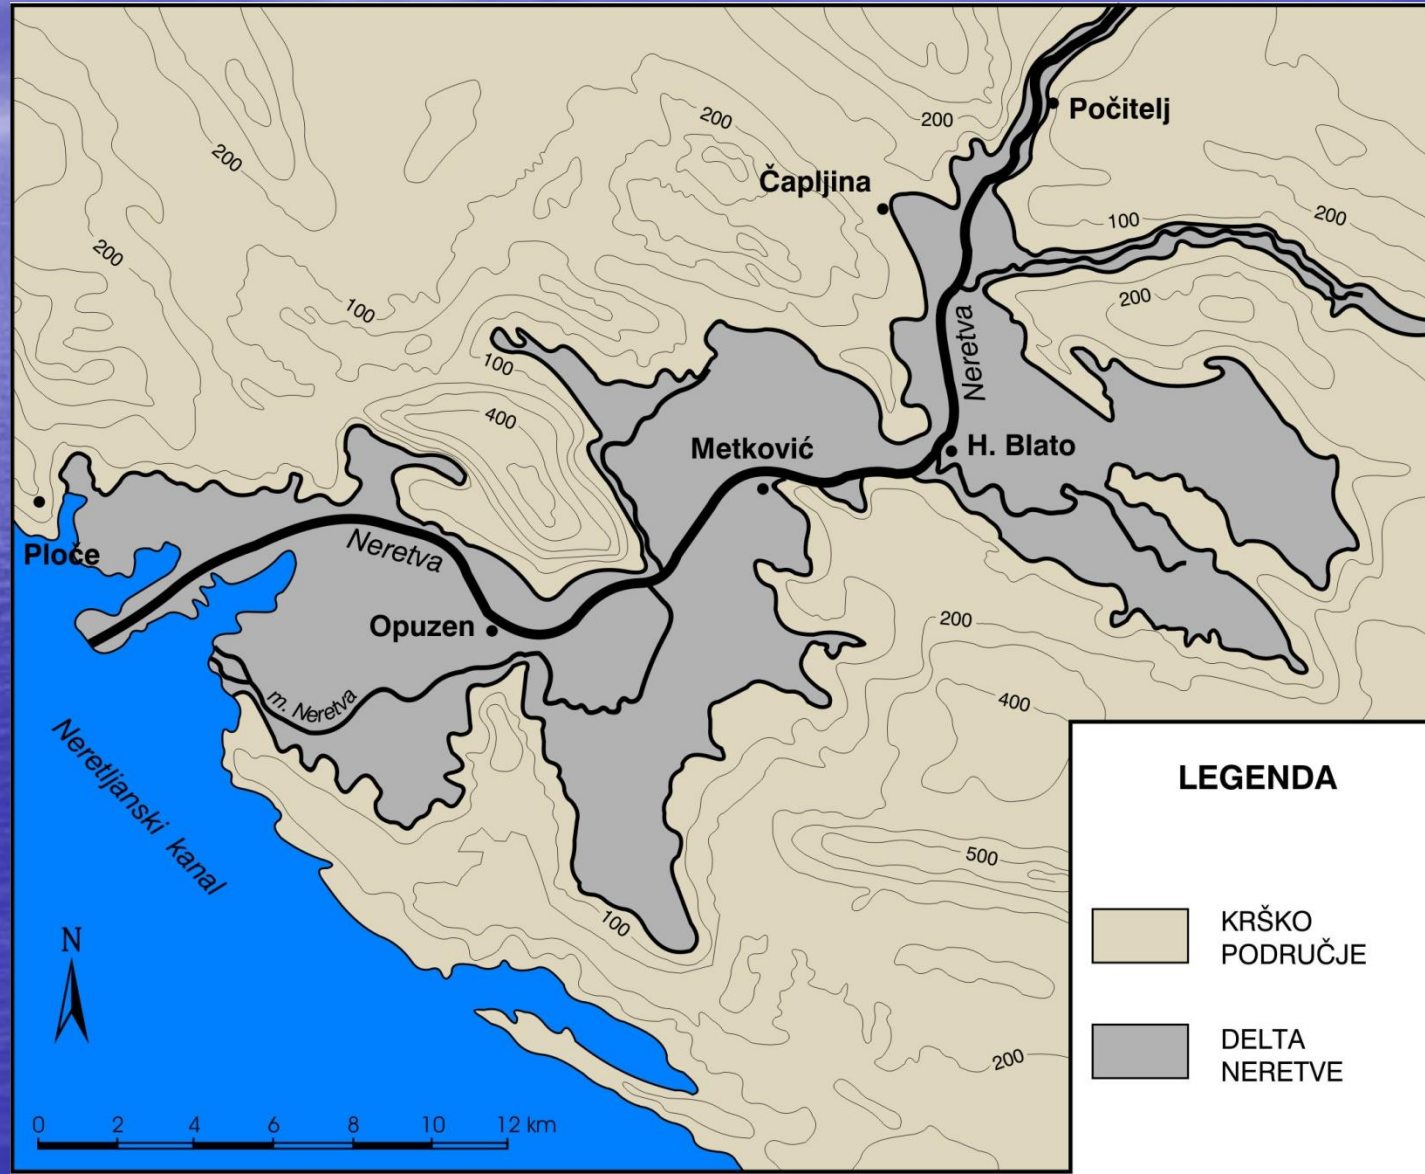 200
200
200
200
100
100
400
100
200
200
200
400
500
100
200
Počitelj
Čapljina
Neretva
Metković
H. Blato
Ploče
Neretva
Opuzen
m. Neretva
Neretljanski kanal
N
0 2 4 6 8 10 12 km
LEGENDA
KRŠKO
PODRUČJE
DELTA
NERETVE